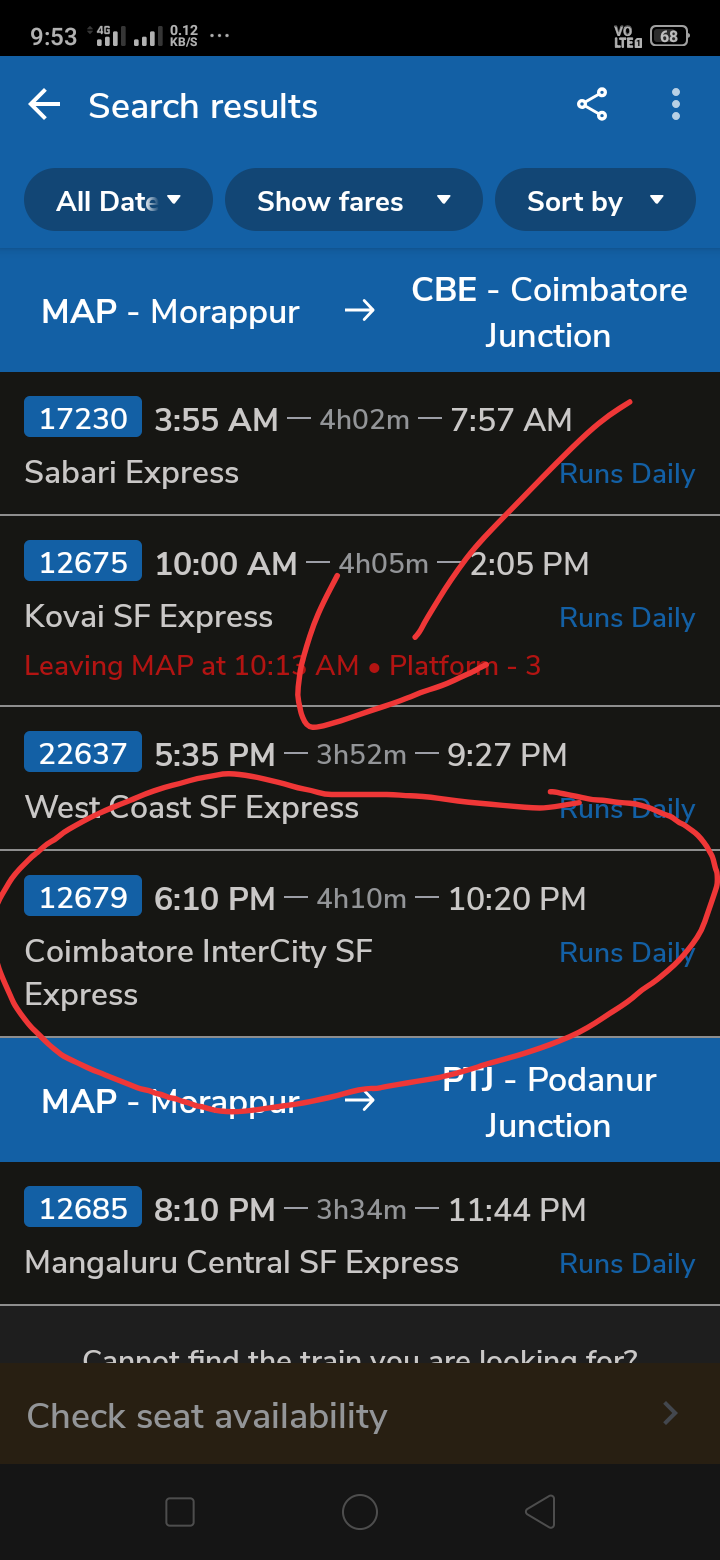 9:53 4G 0.12 KB/S ... VO LTE 68
Search results
All Date Show fares Sort by
MAP - Morappur → CBE - Coimbatore
Junction
17230 3:55 AM — 4h02m — 7:57 AM
Sabari Express Runs Daily
12675 10:00 AM — 4h05m — 2:05 PM
Kovai SF Express Runs Daily
Leaving MAP at 10:13 AM • Platform - 3
22637 5:35 PM — 3h52m — 9:27 PM
West Coast SF Express Runs Daily
12679 6:10 PM — 4h10m — 10:20 PM
Coimbatore InterCity SF Runs Daily
Express
MAP - Morappur → PTJ - Podanur
Junction
12685 8:10 PM — 3h34m — 11:44 PM
Mangaluru Central SF Express Runs Daily
Cannot find the train you are looking for?
Check seat availability